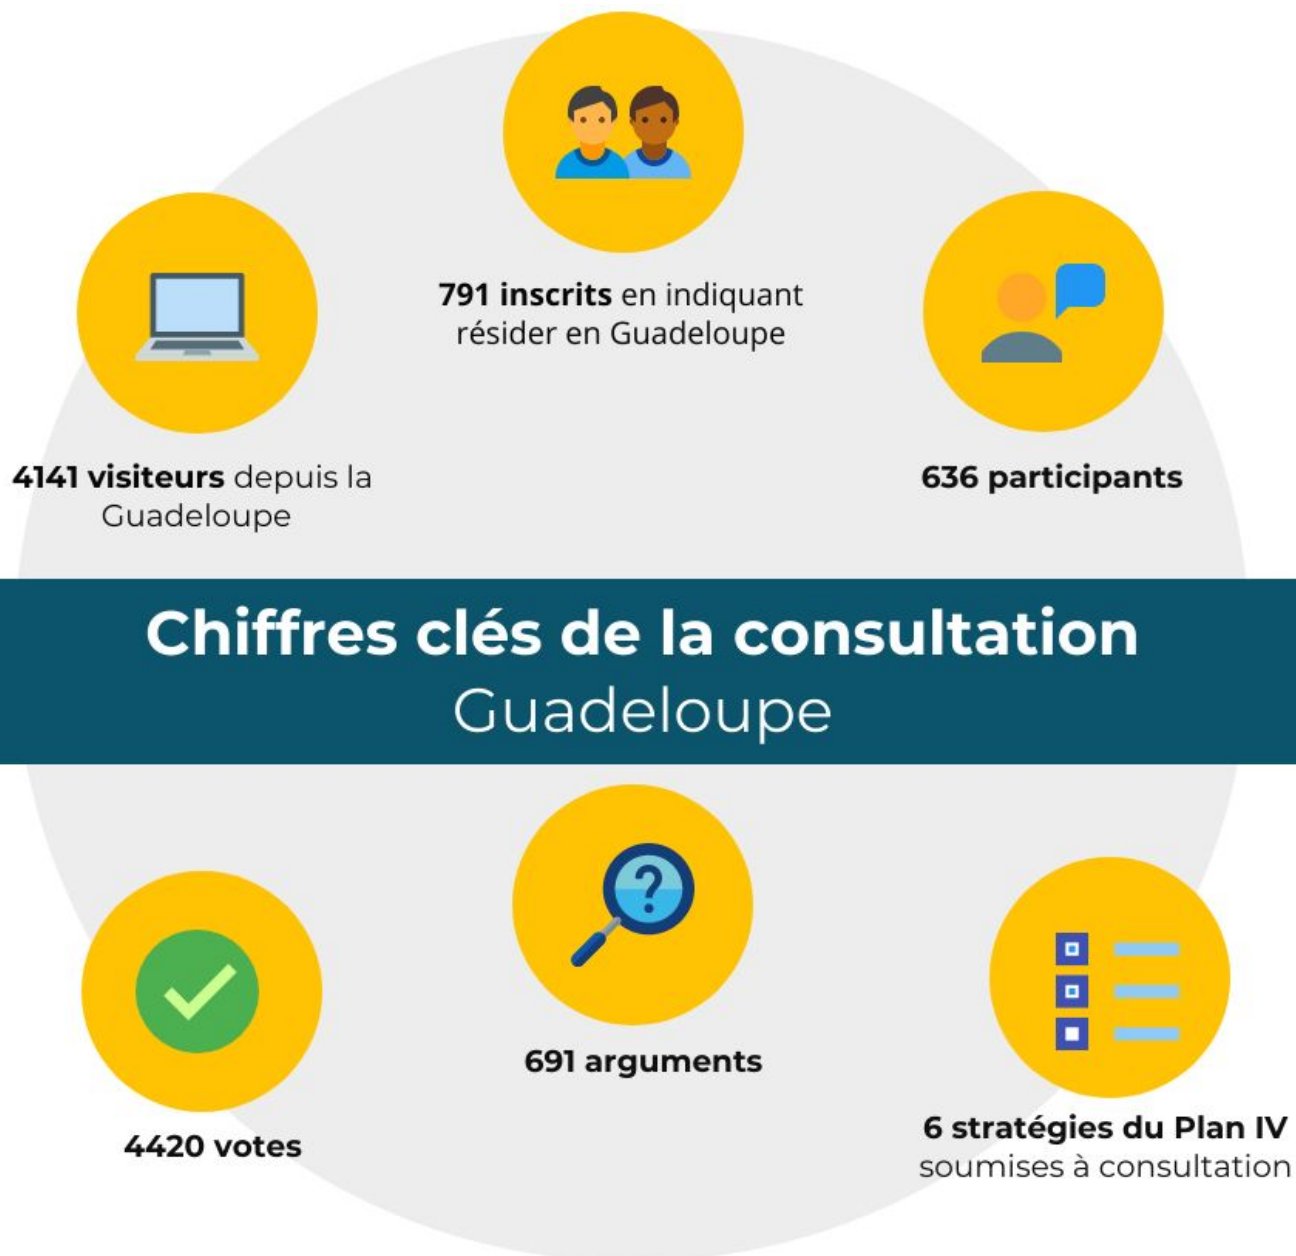 791 inscrits en indiquant
résider en Guadeloupe
4141 visiteurs depuis la
Guadeloupe
636 participants
Chiffres clés de la consultation
Guadeloupe
?
691 arguments
4420 votes
6 stratégies du Plan IV
soumises à consultation